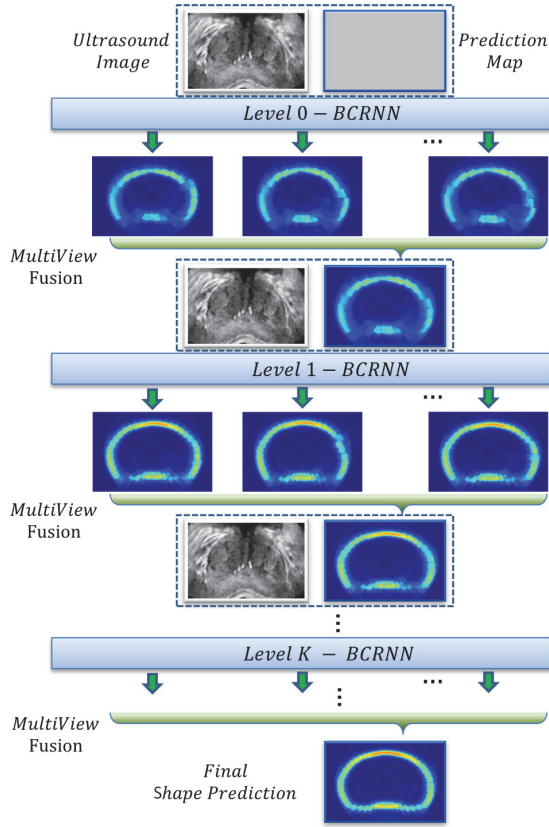 Ultrasound Image
Prediction Map
Level 0 − BCRNN
...
MultiView Fusion
Level 1 − BCRNN
...
MultiView Fusion
...
Level K − BCRNN
...
...
MultiView Fusion
Final Shape Prediction